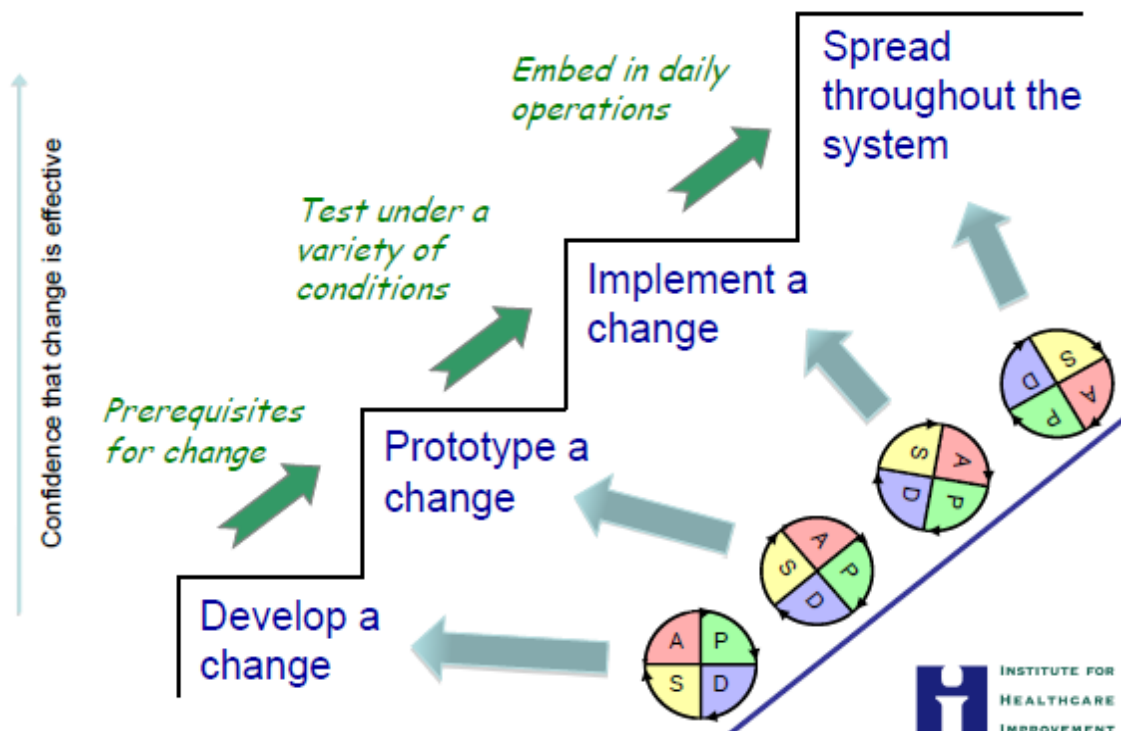 Confidence that change is effective
Spread
throughout the
system
Embed in daily
operations
Implement a
change
Test under a
variety of
conditions
Prototype a
change
Prerequisites
for change
Develop a
change
S
D
A
P
S
A
D
P
A
S
P
D
A
P
S
D
INSTITUTE FOR
HEALTHCARE
IMPROVEMENT